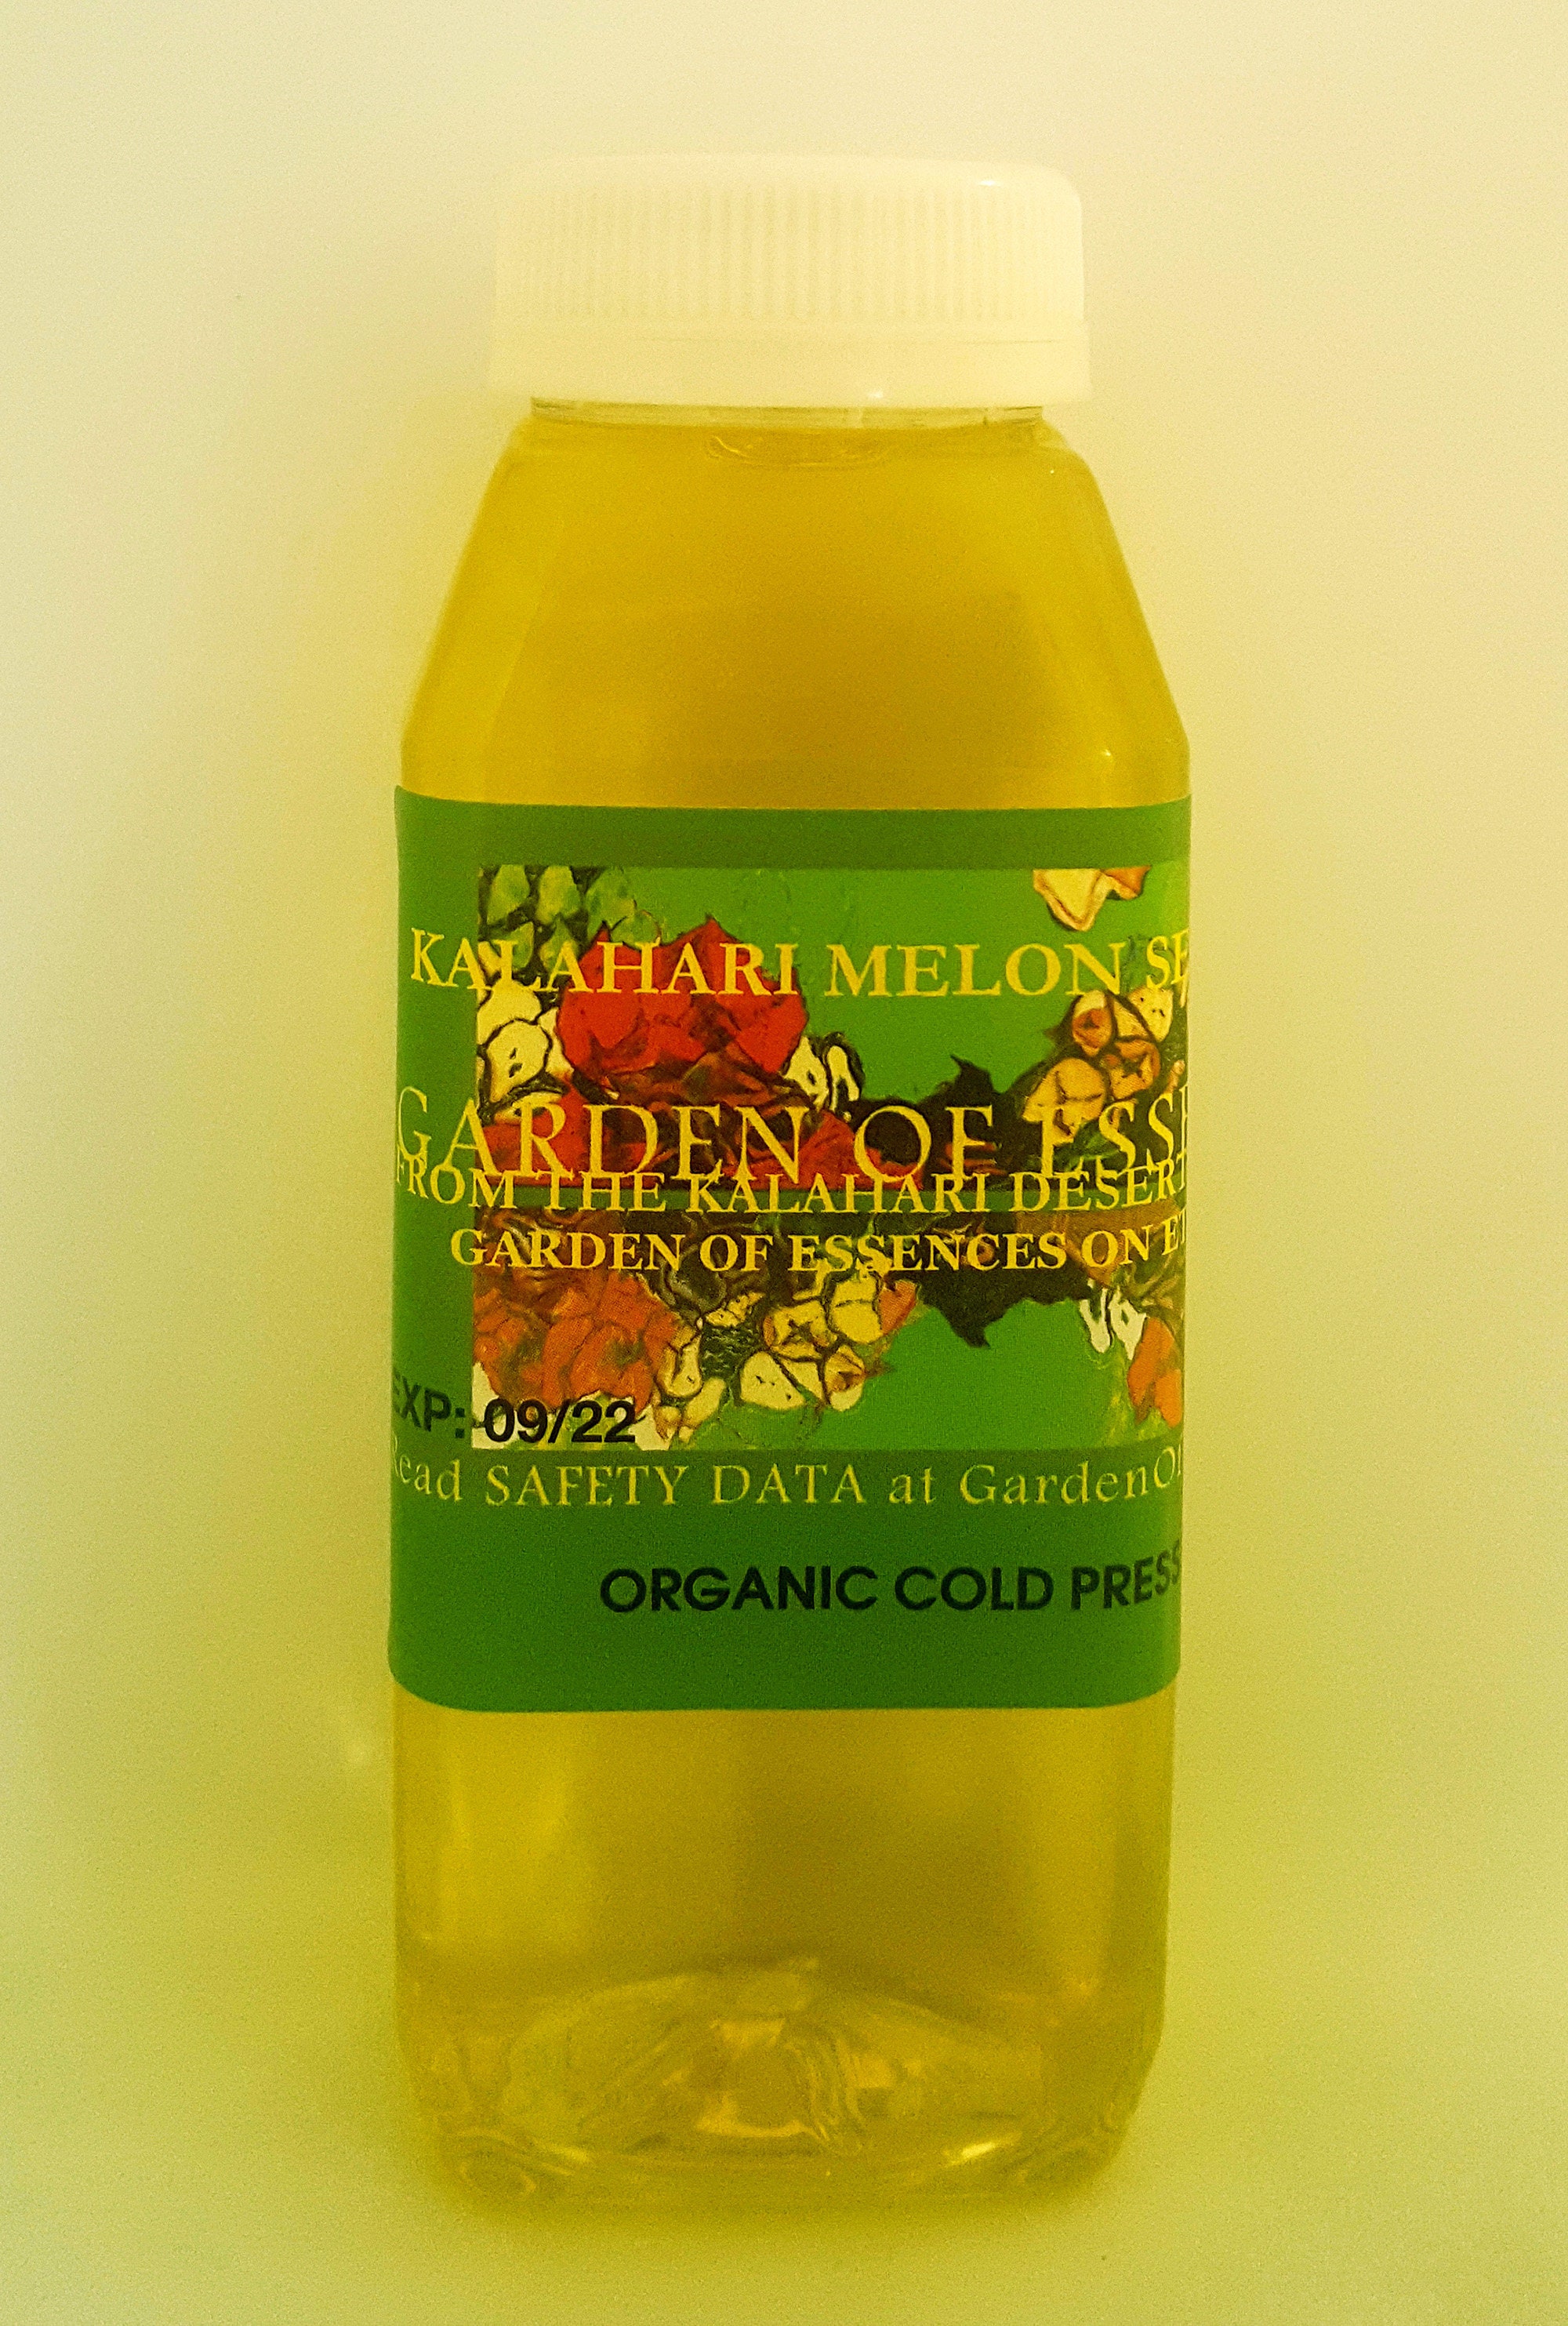 KALAHARI MELON SE
GARDEN OF ESSE
FROM THE KALAHARI DESERT
GARDEN OF ESSENCES ON ET
EXP: 09/22
Read SAFETY DATA at GardenOf
ORGANIC COLD PRESS